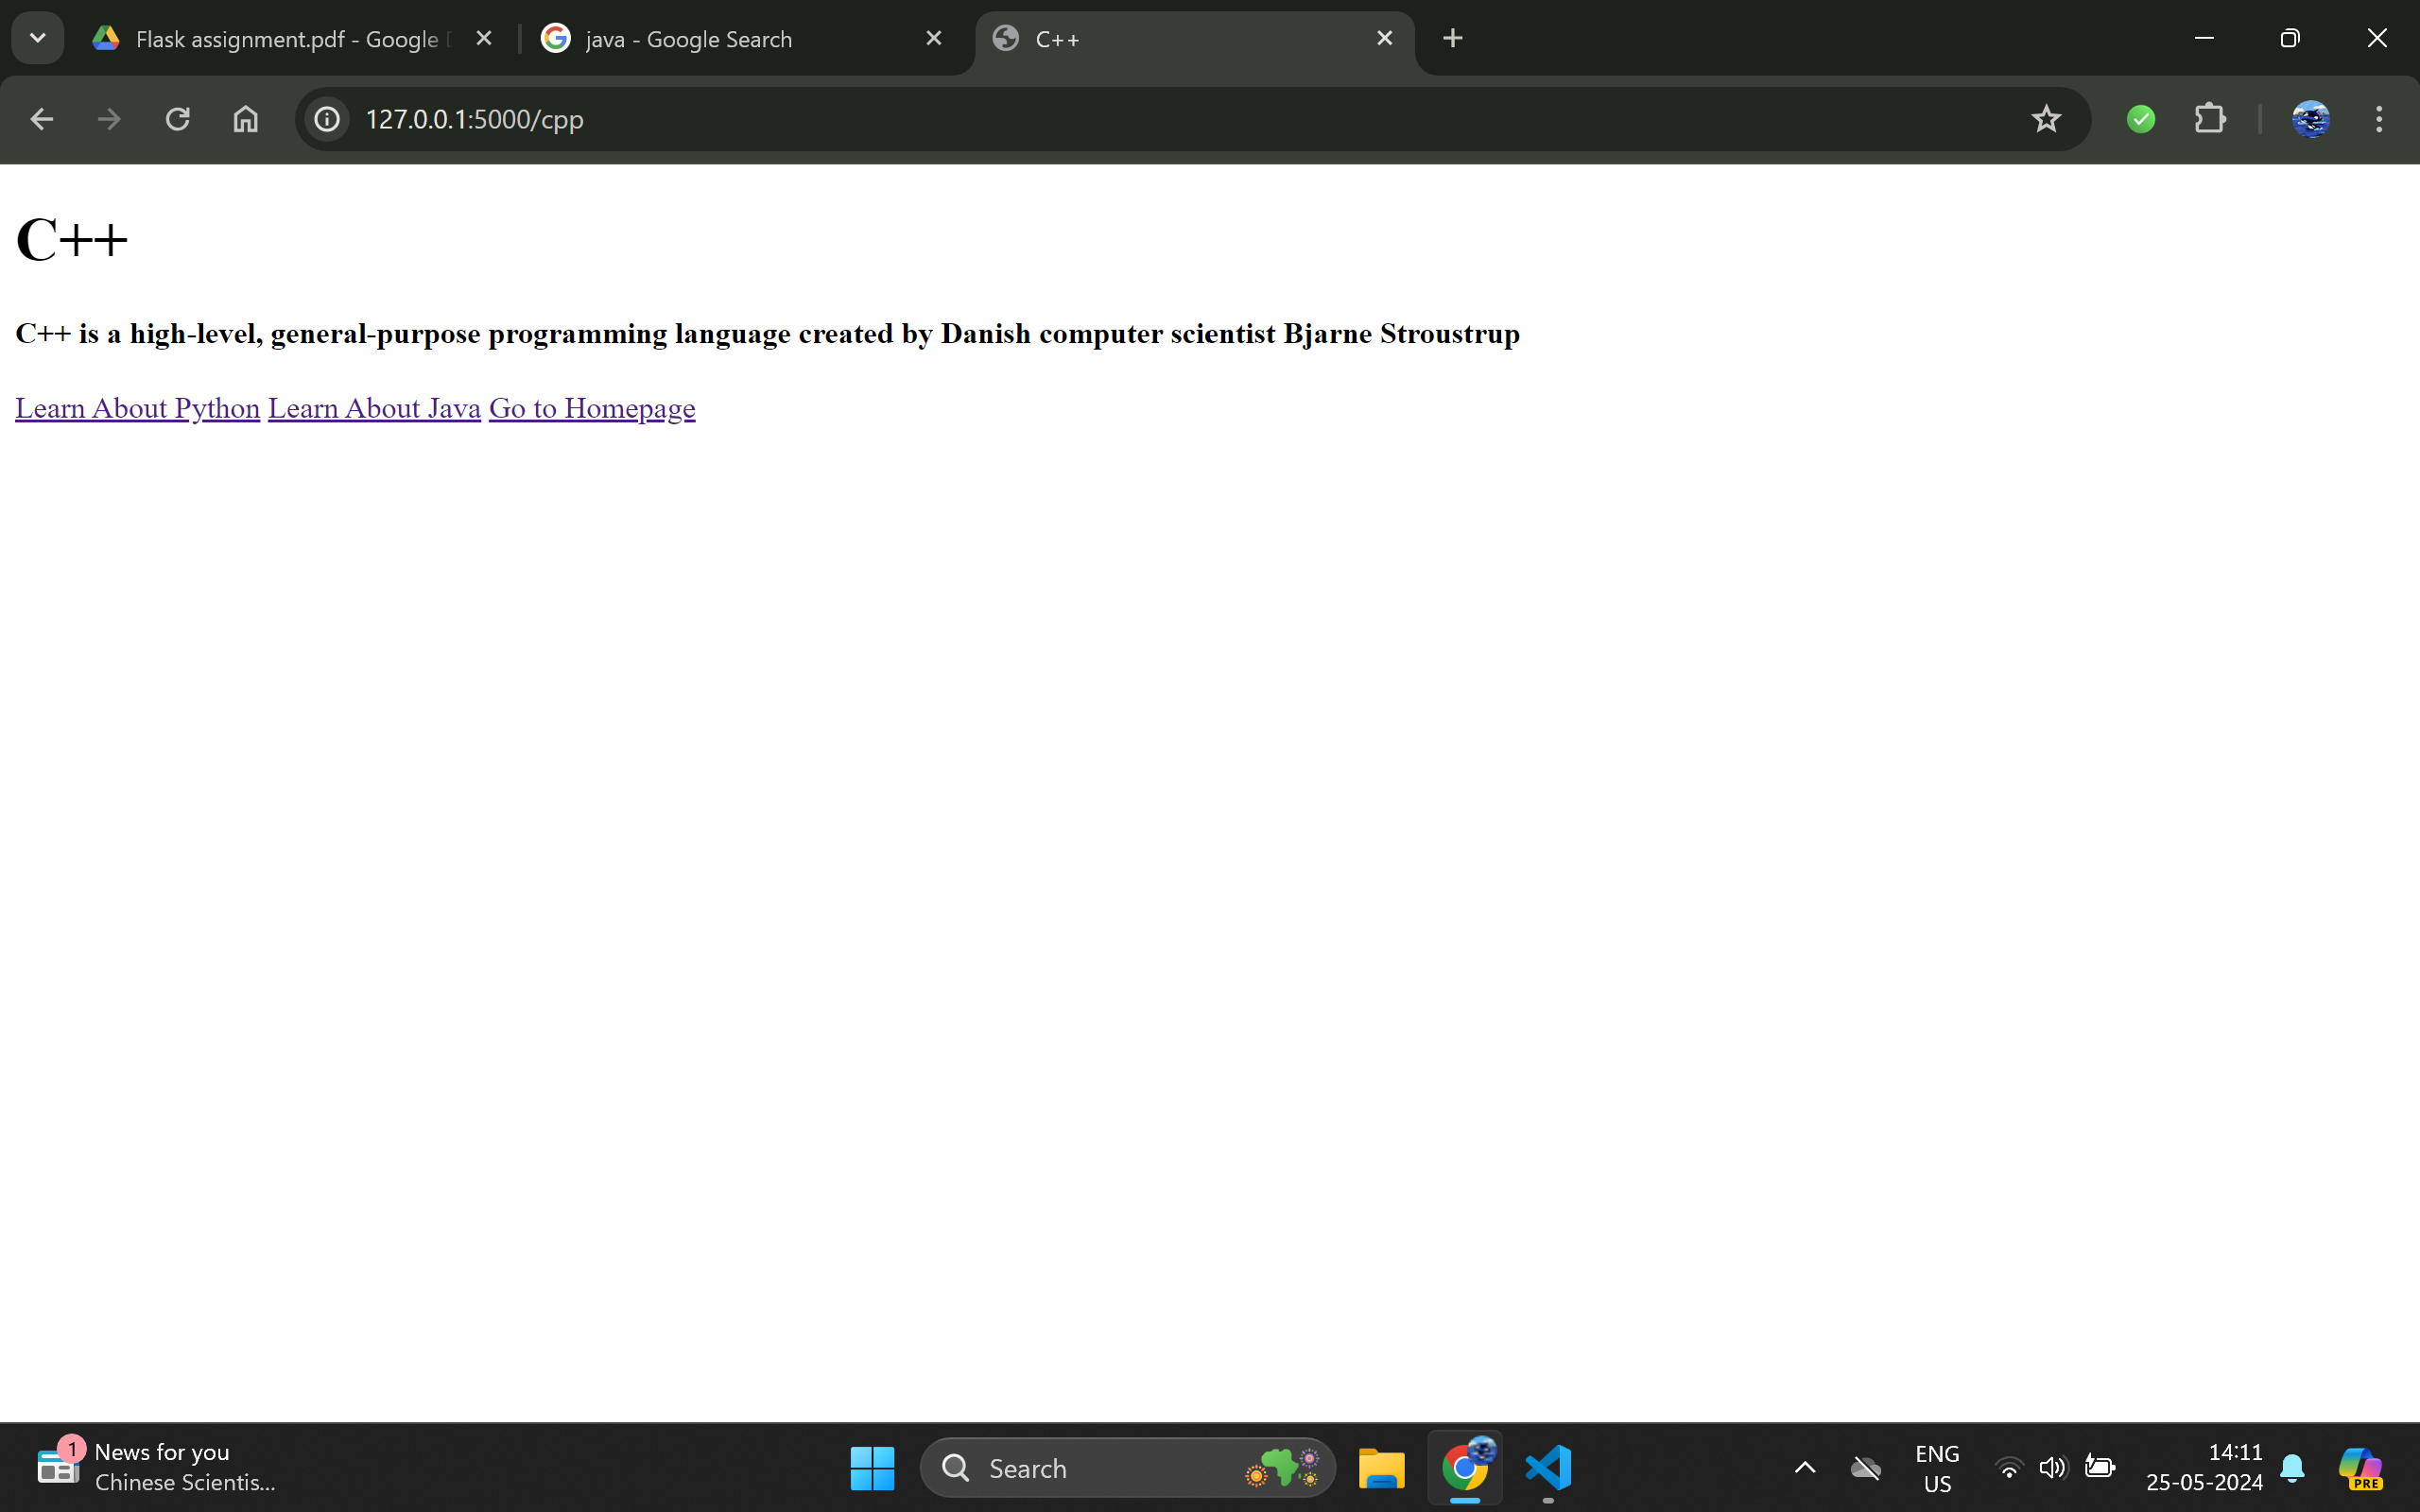 Flask assignment.pdf - Google
java - Google Search
C++
127.0.0.1:5000/cpp
C++
C++ is a high-level, general-purpose programming language created by Danish computer scientist Bjarne Stroustrup
Learn About Python Learn About Java Go to Homepage
1
News for you
Chinese Scientis...
Search
ENG
US
14:11
25-05-2024
PRE